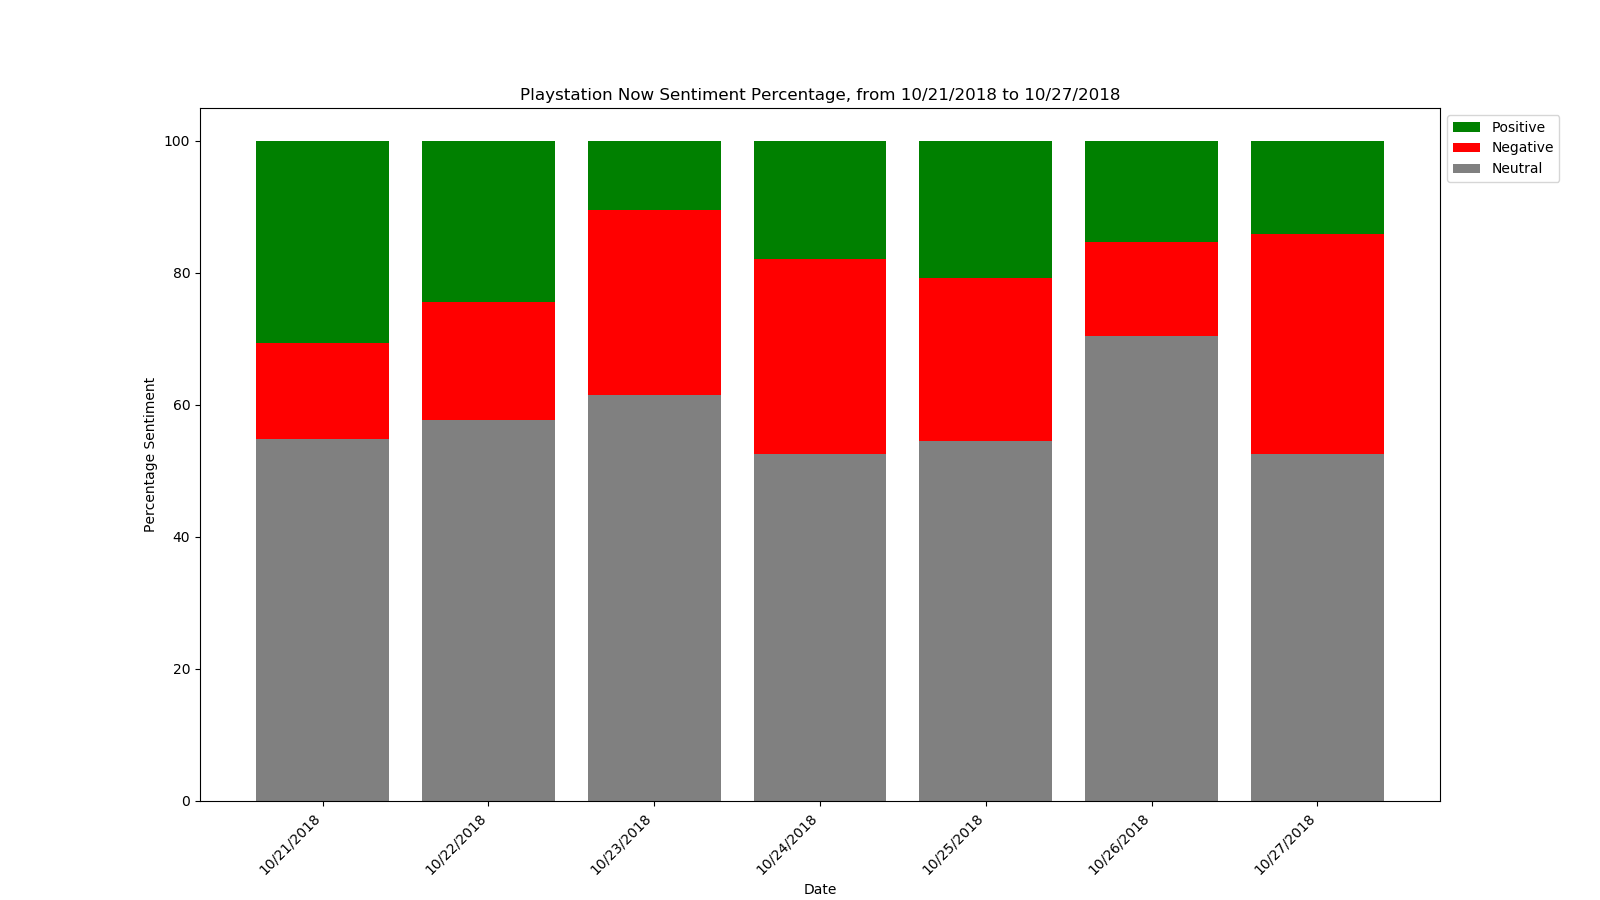 Playstation Now Sentiment Percentage, from 10/21/2018 to 10/27/2018
Positive
Negative
Neutral
Percentage Sentiment
100
80
60
40
20
0
10/21/2018
10/22/2018
10/23/2018
10/24/2018
10/25/2018
10/26/2018
10/27/2018
Date